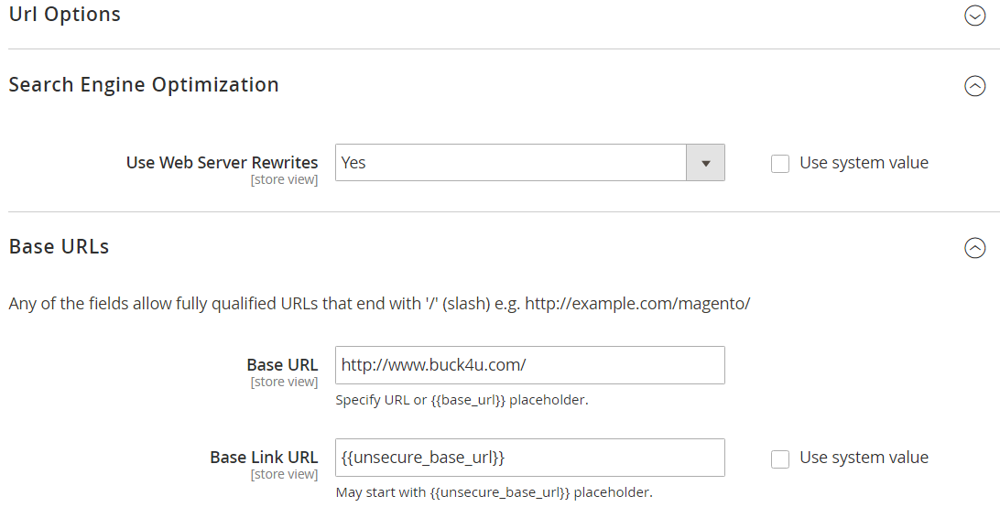 Url Options
Search Engine Optimization
Use Web Server Rewrites
[store view]
Yes
Use system value
Base URLs
Any of the fields allow fully qualified URLs that end with '/' (slash) e.g. http://example.com/magento/
Base URL
[store view]
http://www.buck4u.com/
Specify URL or {{base_url}} placeholder.
Base Link URL
[store view]
{{unsecure_base_url}}
Use system value
May start with {{unsecure_base_url}} placeholder.